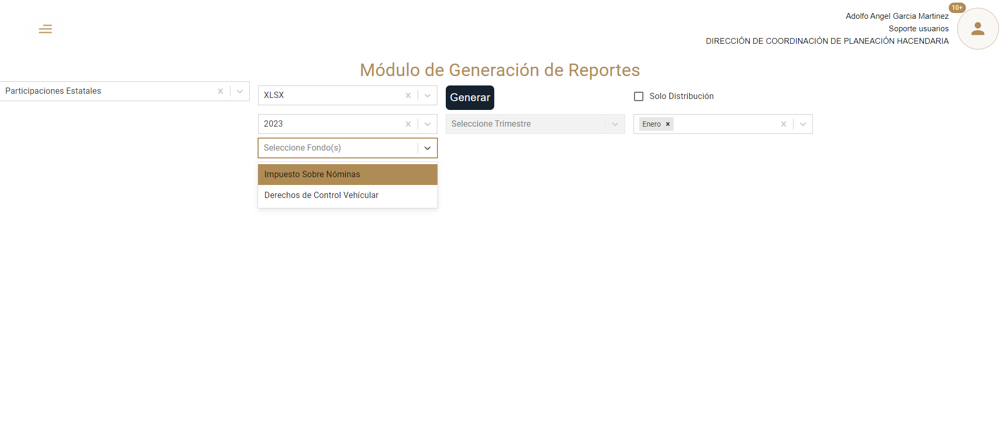 10+
Adolfo Angel Garcia Martinez
Soporte usuarios
DIRECCIÓN DE COORDINACIÓN DE PLANEACIÓN HACENDARIA
Módulo de Generación de Reportes
Participaciones Estatales
XLSX
Generar
Solo Distribución
2023
Seleccione Trimestre
Enero
Seleccione Fondo(s)
Impuesto Sobre Nóminas
Derechos de Control Vehícular